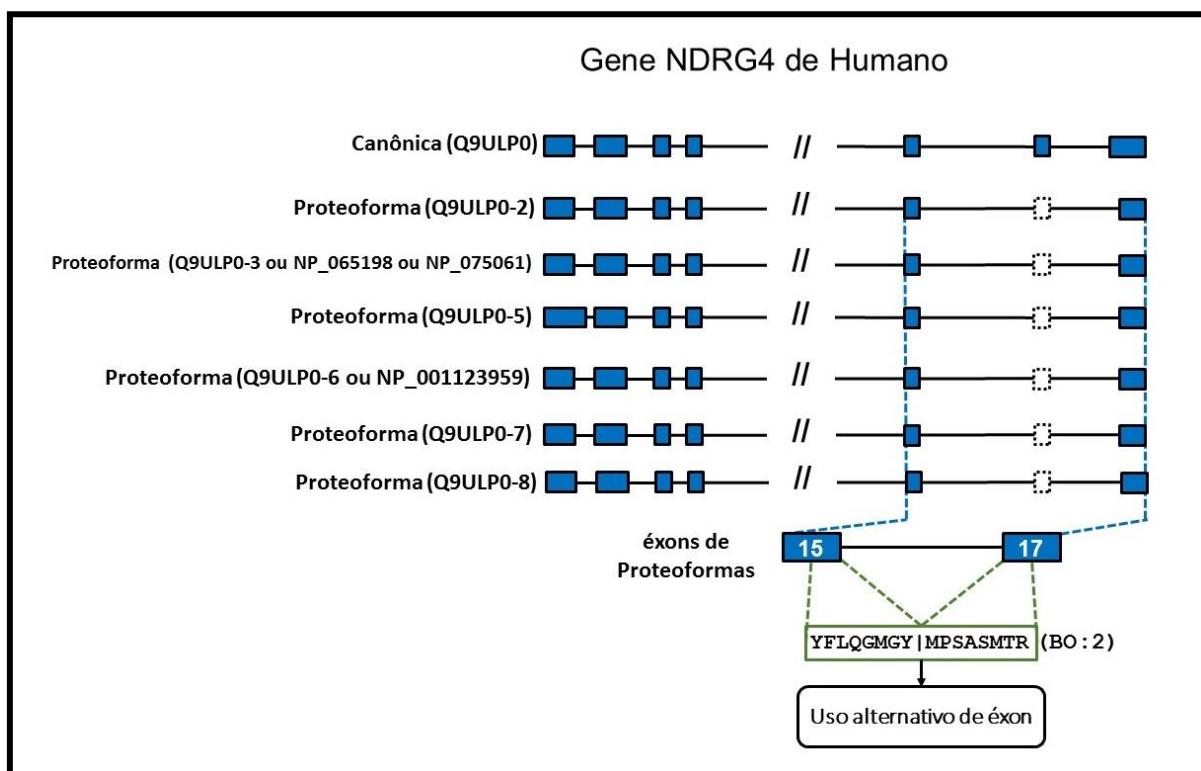 Gene NDRG4 de Humano
Canônica (Q9ULP0)
//
Proteoforma (Q9ULP0-2)
//
Proteoforma (Q9ULP0-3 ou NP_065198 ou NP_075061)
//
Proteoforma (Q9ULP0-5)
//
Proteoforma (Q9ULP0-6 ou NP_001123959)
//
Proteoforma (Q9ULP0-7)
//
Proteoforma (Q9ULP0-8)
//
éxons de
Proteoformas
15
17
YFLQGMGY|MPSASMTR (BO:2)
Uso alternativo de éxon